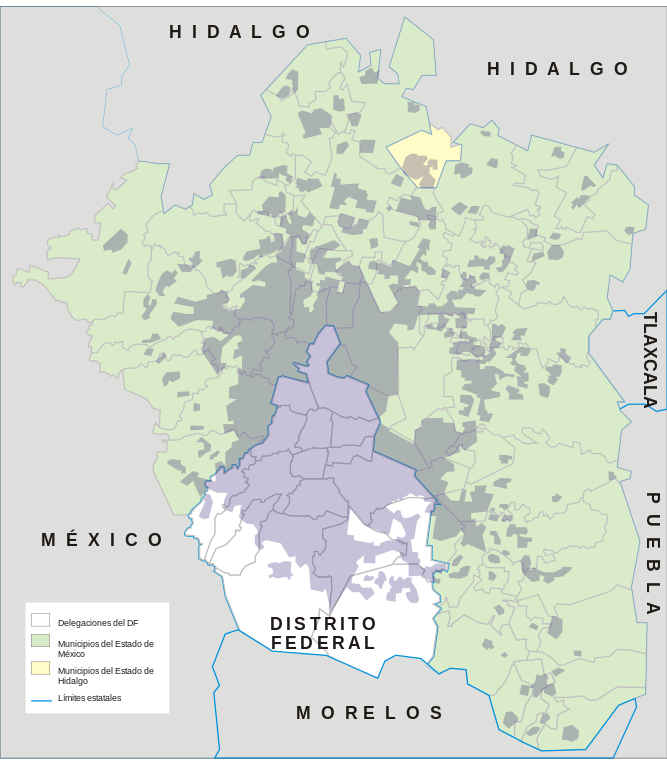 HIDALGO
HIDALGO
TLAXCALA
PUEBLA
MÉXICO
DISTRITO
FEDERAL
MORELOS
Delegaciones del DF
Municipios del Estado de
México
Municipios del Estado de
Hidalgo
Límites estatales